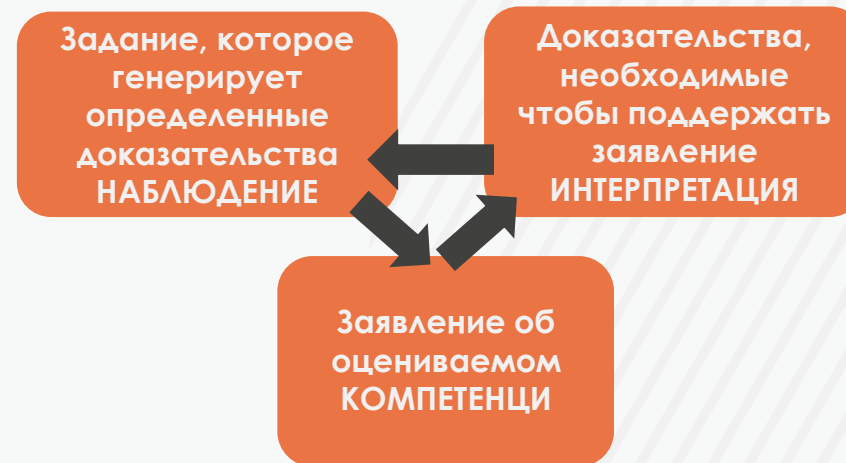 Задание, которое
генерирует
определенные
доказательства
НАБЛЮДЕНИЕ
Доказательства,
необходимые
чтобы поддержать
заявление
ИНТЕРПРЕТАЦИЯ
Заявление об
оцениваемом
КОМПЕТЕНЦИ